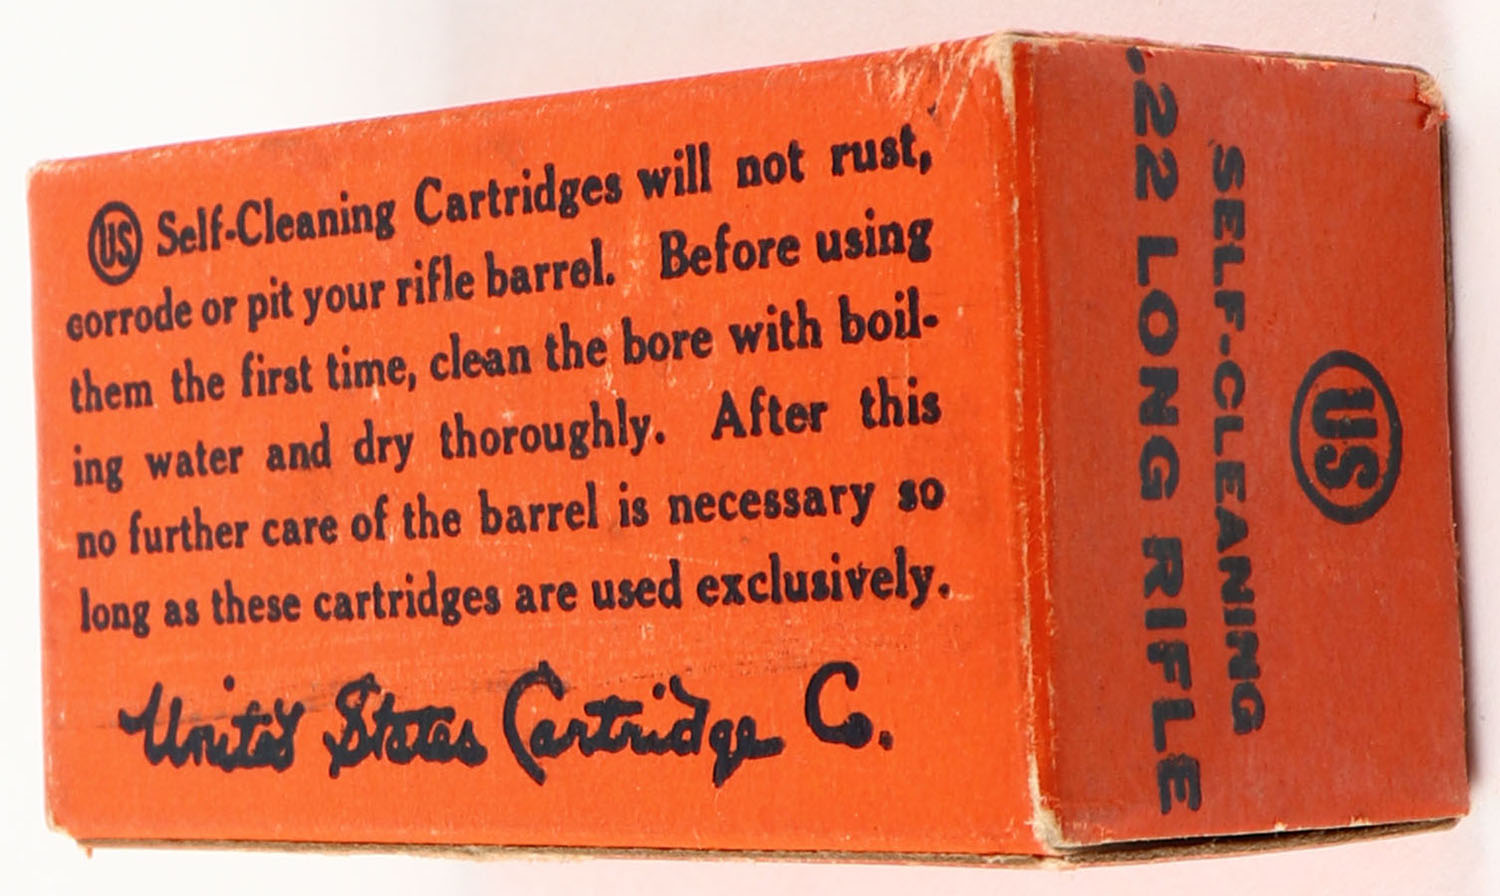 US Self-Cleaning Cartridges will not rust,
corrode or pit your rifle barrel. Before using
them the first time, clean the bore with boil-
ing water and dry thoroughly. After this
no further care of the barrel is necessary so
long as these cartridges are used exclusively.
United States Cartridge Co.
.22 LONG RIFLE
SELF-CLEANING
US